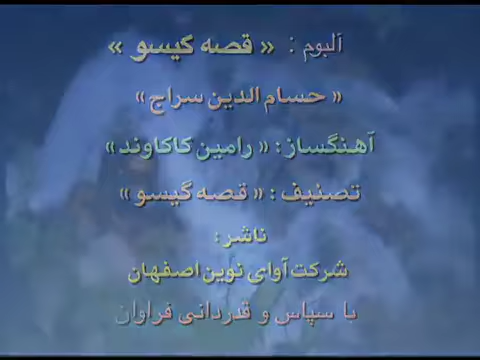 آلبوم : « قصه گیسو »
« حسام الدین سراج »
آهنگساز : « رامین کاکاوند »
تصنیف : « قصه گیسو »
ناشر :
شرکت آوای نوین اصفهان
با سپاس و قدردانی فراوان